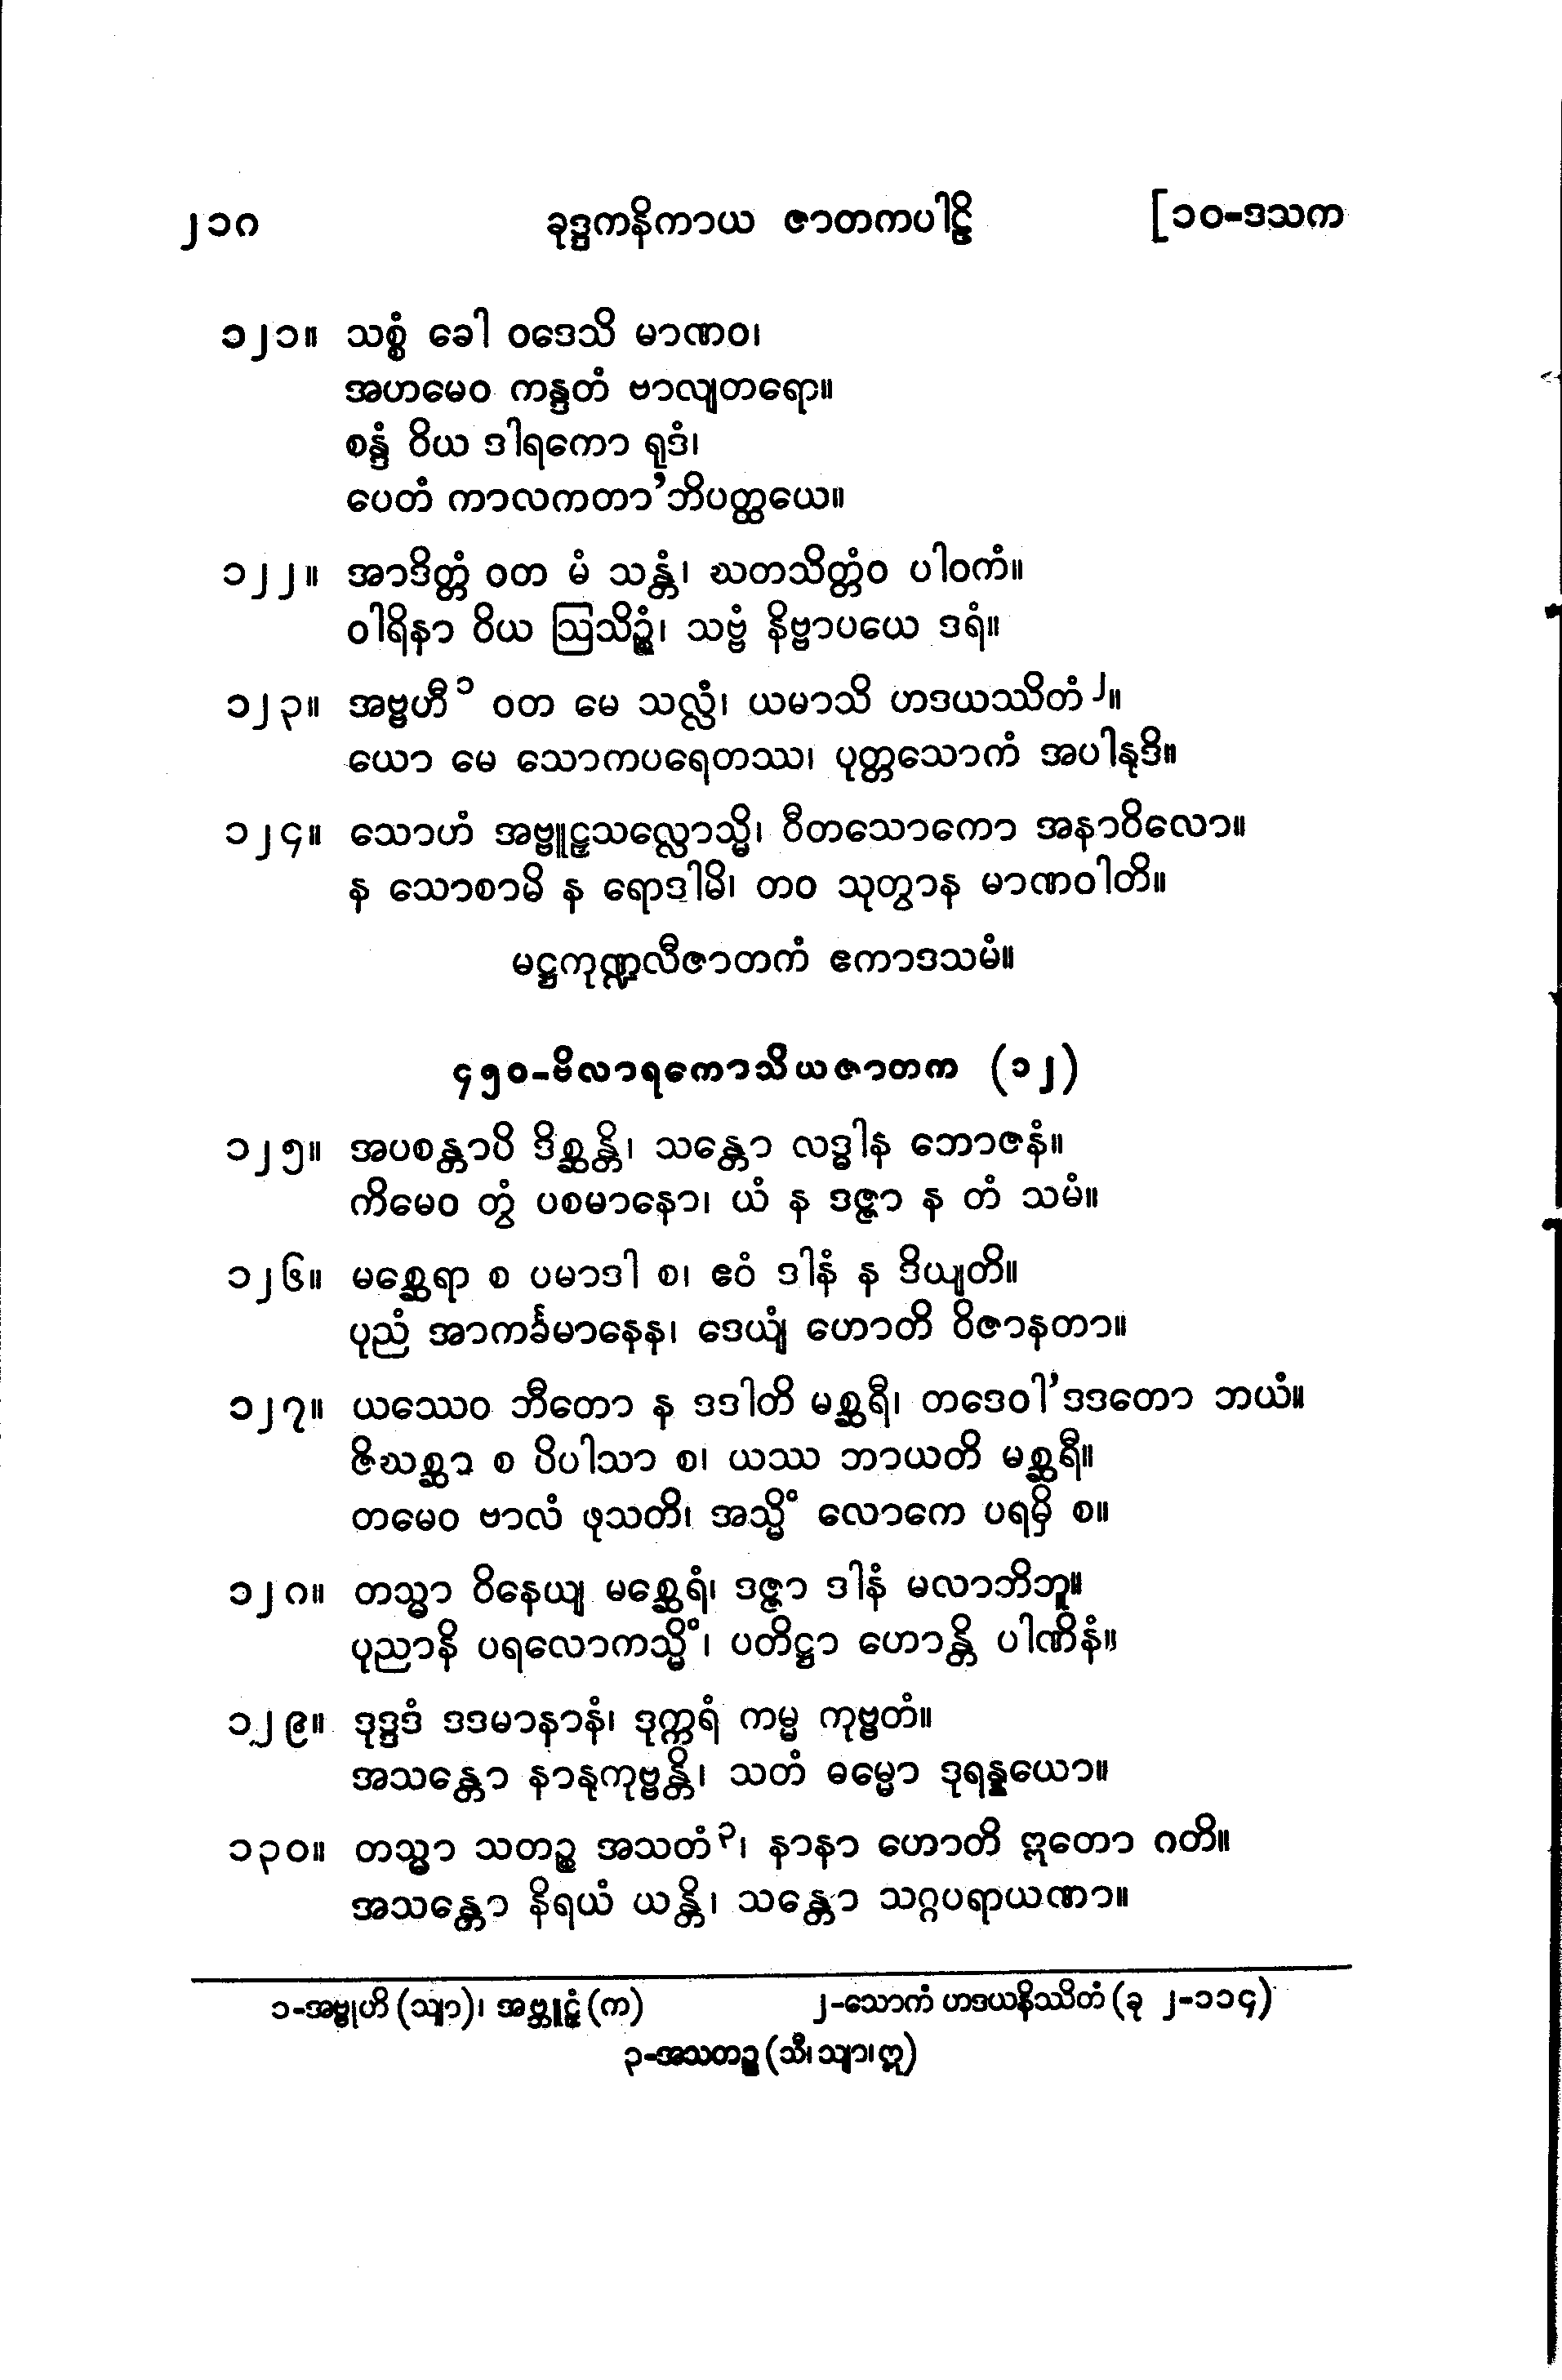 ၂၁၈ ခုဒ္ဒကနိကာယ ဇာတကပါဠိ [၁၀-ဒသက
၁၂၁။ သစ္စံ ခေါ ဝဒေသိ မာဏဝ၊
အဟမေဝ ကန္ဒတံ ဗာလျတရော။
စန္ဒံ ဝိယ ဒါရကော ရုဒံ၊
ပေတံ ကာလကတာ’ဘိပတ္ထယေ။
၁၂၂။ အာဒိတ္တံ ဝတ မံ သန္တံ၊ ဃတသိတ္တံဝ ပါဝကံ။
ဝါရိနာ ဝိယ ဩသိဉ္စံ၊ သဗ္ဗံ နိဗ္ဗာပယေ ဒရံ။
၁၂၃။ အဗ္ဗဟီ၁ ဝတ မေ သလ္လံ၊ ယမာသိ ဟဒယဿိတံ၂။
ယော မေ သောကပရေတဿ၊ ပုတ္တသောကံ အပါနုဒိ။
၁၂၄။ သောဟံ အဗ္ဗူဠှသလ္လောသ္မိ၊ ဝီတသောကော အနာဝိလော။
န သောစာမိ န ရောဒါမိ၊ တဝ သုတွာန မာဏဝါတိ။
မဋ္ဌကုဏ္ဍလီဇာတကံ ဧကာဒသမံ။
၄၅၀-ဗိလာရကောသိယဇာတက (၁၂)
၁၂၅။ အပစန္တာပိ ဒိစ္ဆန္တိ၊ သန္တော လဒ္ဓါန ဘောဇနံ။
ကိမေဝ တွံ ပစမာနော၊ ယံ န ဒဇ္ဇာ န တံ သမံ။
၁၂၆။ မစ္ဆေရာ စ ပမာဒါ စ၊ ဧဝံ ဒါနံ န ဒိယျတိ။
ပုညံ အာကင်္ခမာနေန၊ ဒေယျံ ဟောတိ ဝိဇာနတာ။
၁၂၇။ ယဿေဝ ဘီတော န ဒဒါတိ မစ္ဆရီ၊ တဒေဝါ’ဒဒတော ဘယံ။
ဇိဃစ္ဆာ စ ပိပါသာ စ၊ ယဿ ဘာယတိ မစ္ဆရီ။
တမေဝ ဗာလံ ဖုသတိ၊ အသ္မိံ လောကေ ပရမှိ စ။
၁၂၈။ တသ္မာ ဝိနေယျ မစ္ဆေရံ၊ ဒဇ္ဇာ ဒါနံ မလာဘိဘူ။
ပုညာနိ ပရလောကသ္မိံ၊ ပတိဋ္ဌာ ဟောန္တိ ပါဏိနံ။
၁၂၉။ ဒုဒ္ဒဒံ ဒဒမာနာနံ၊ ဒုက္ကရံ ကမ္မ ကုဗ္ဗတံ။
အသန္တော နာနုကုဗ္ဗန္တိ၊ သတံ ဓမ္မော ဒုရန္နယော။
၁၃၀။ တသ္မာ သတဉ္စ အသတံ၃၊ နာနာ ဟောတိ ဣတော ဂတိ။
အသန္တော နိရယံ ယန္တိ၊ သန္တော သဂ္ဂပရာယဏာ။
၁-အဗ္ဗုဟိ (သျာ)၊ အဗ္ဘူဠှံ (က) ၂-သောကံ ဟဒယနိဿိတံ (ခု ၂-၁၁၄)
၃-အသတဉ္စ (သီ၊ သျာ၊ ဣ)